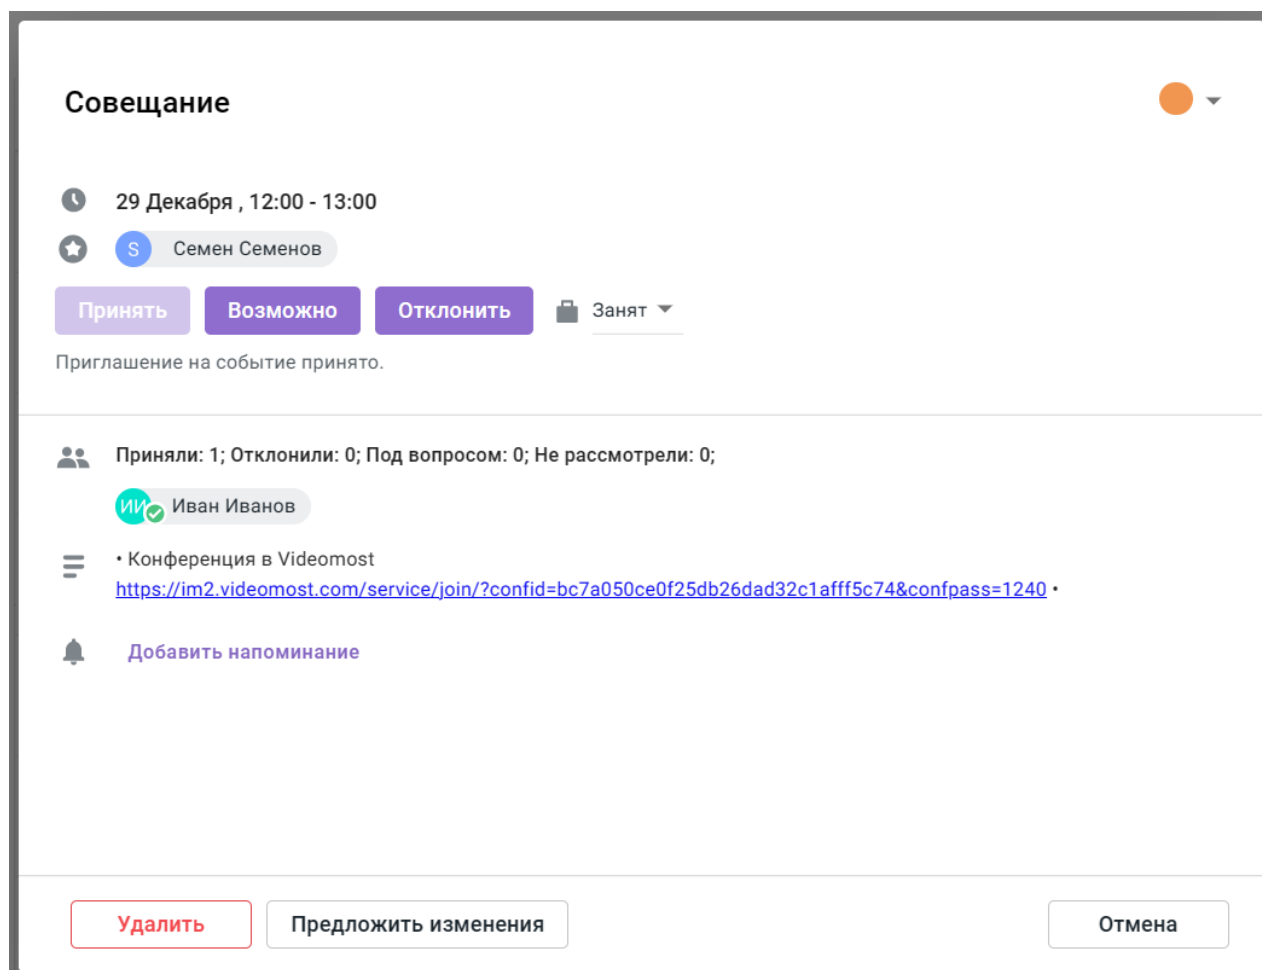 Совещание
29 Декабря , 12:00 - 13:00
S Семен Семенов
Принять Возможно Отклонить Занят
Приглашение на событие принято.
Приняли: 1; Отклонили: 0; Под вопросом: 0; Не рассмотрели: 0;
ИИ Иван Иванов
• Конференция в Videomost
https://im2.videomost.com/service/join/?confid=bc7a050ce0f25db26dad32c1afff5c74&confpass=1240 •
Добавить напоминание
Удалить Предложить изменения Отмена